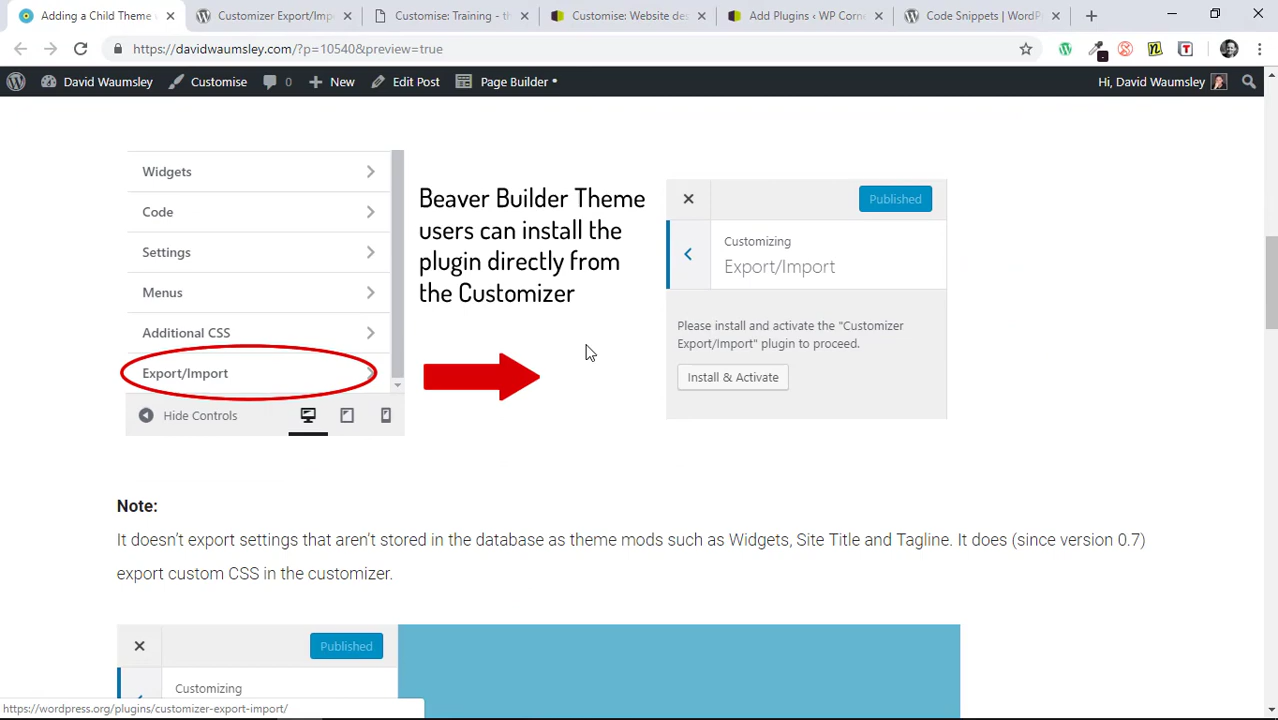 Adding a Child Theme
Customizer Export/Imp
Customise: Training - th
Customise: Website de
Add Plugins ‹ WP Corne
Code Snippets | WordP
https://davidwaumsley.com/?p=10540&preview=true
David Waumsley
Customise
0
New
Edit Post
Page Builder
Hi, David Waumsley
Widgets
Code
Settings
Menus
Additional CSS
Export/Import
Hide Controls
Beaver Builder Theme
users can install the
plugin directly from
the Customizer
Published
Customizing
Export/Import
Please install and activate the "Customizer
Export/Import" plugin to proceed.
Install & Activate
Note:
It doesn't export settings that aren't stored in the database as theme mods such as Widgets, Site Title and Tagline. It does (since version 0.7)
export custom CSS in the customizer.
Published
Customizing
https://wordpress.org/plugins/customizer-export-import/